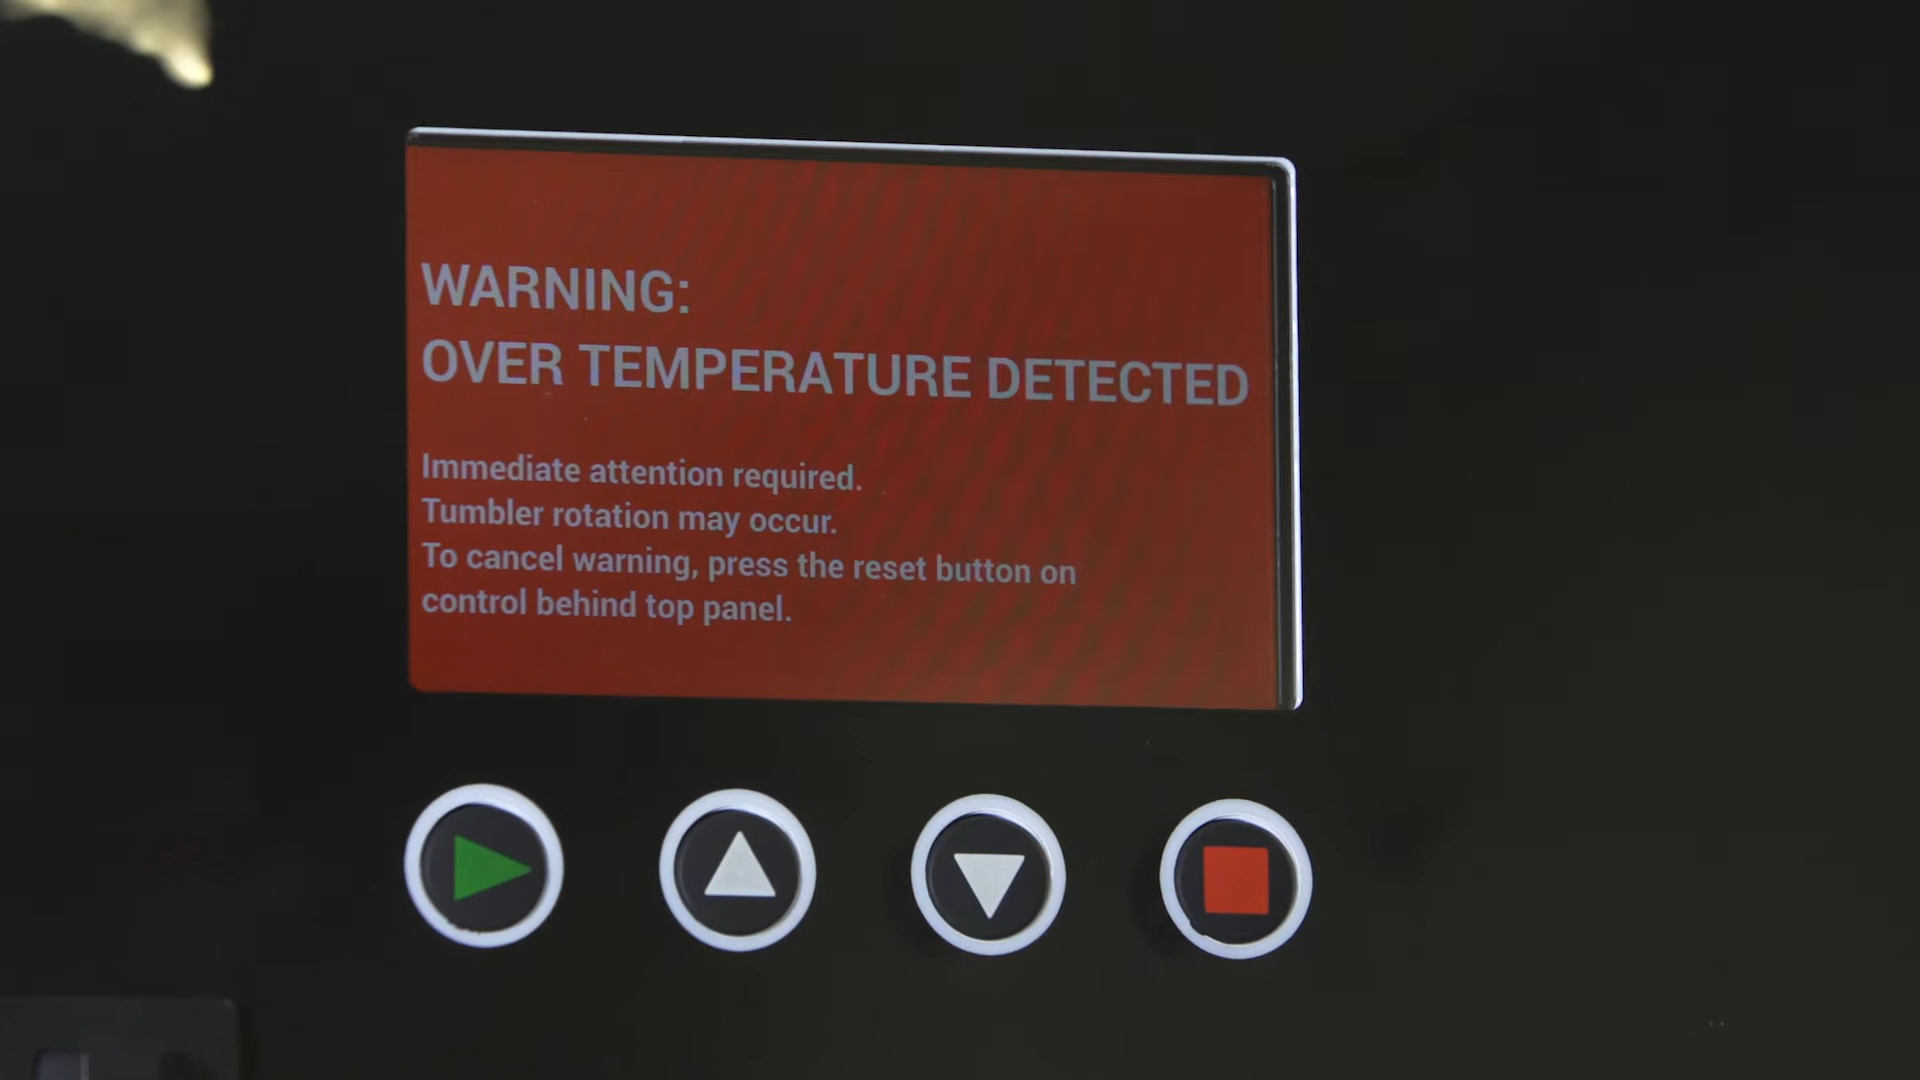 WARNING:
OVER TEMPERATURE DETECTED
Immediate attention required.
Tumbler rotation may occur.
To cancel warning, press the reset button on
control behind top panel.